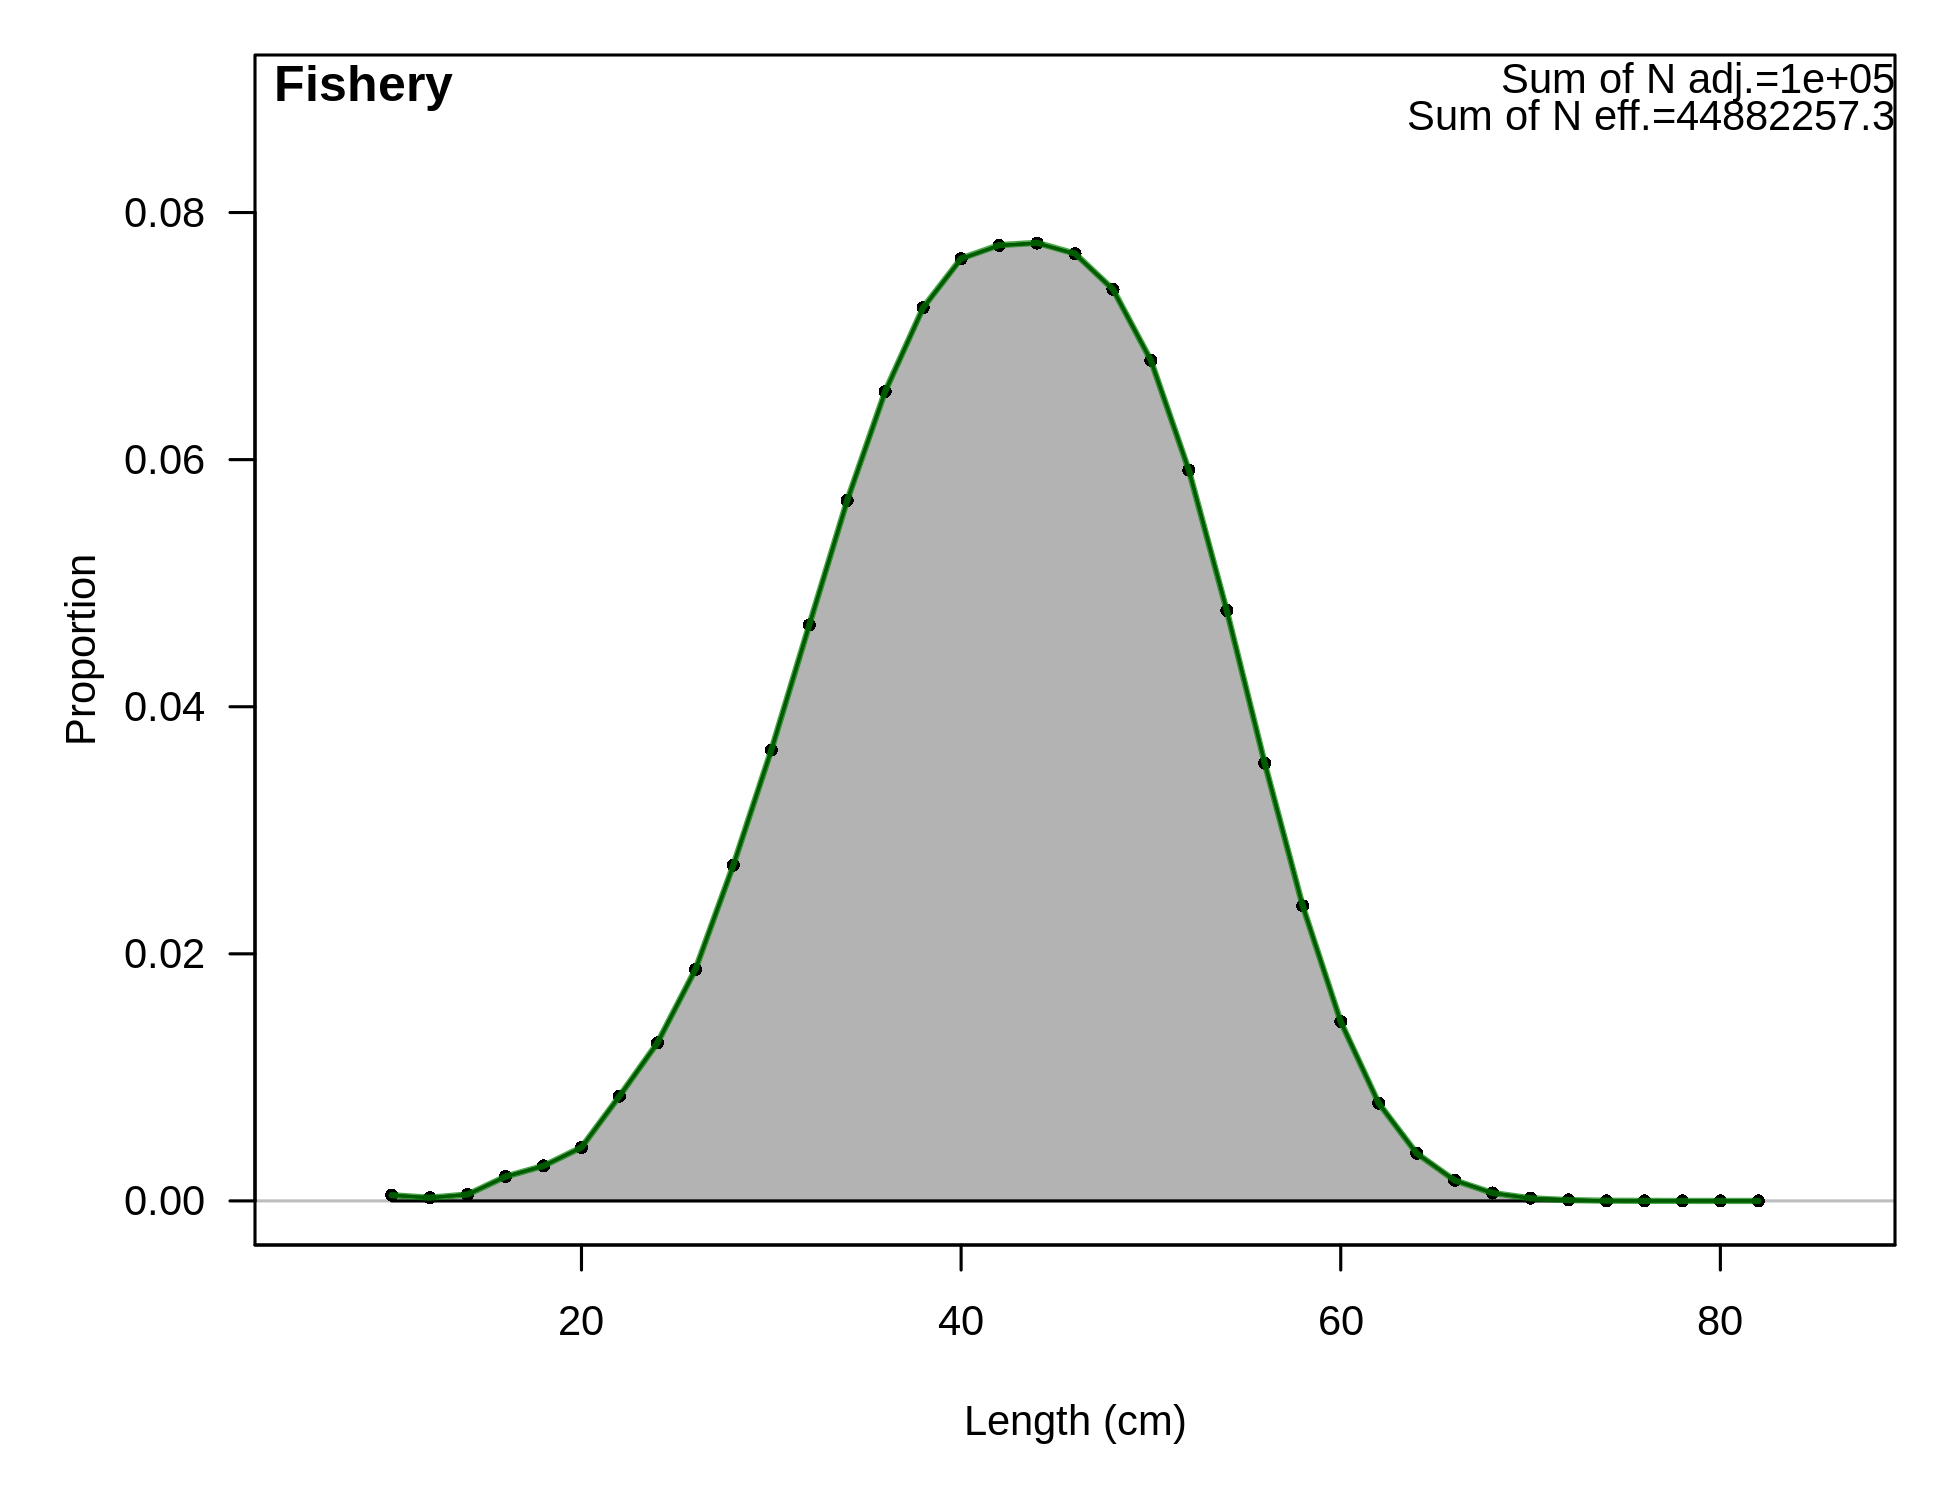 Fishery
Sum of N adj.=1e+05
Sum of N eff.=44882257.3
0.08
0.06
0.04
0.02
0.00
Proportion
20 40 60 80
Length (cm)